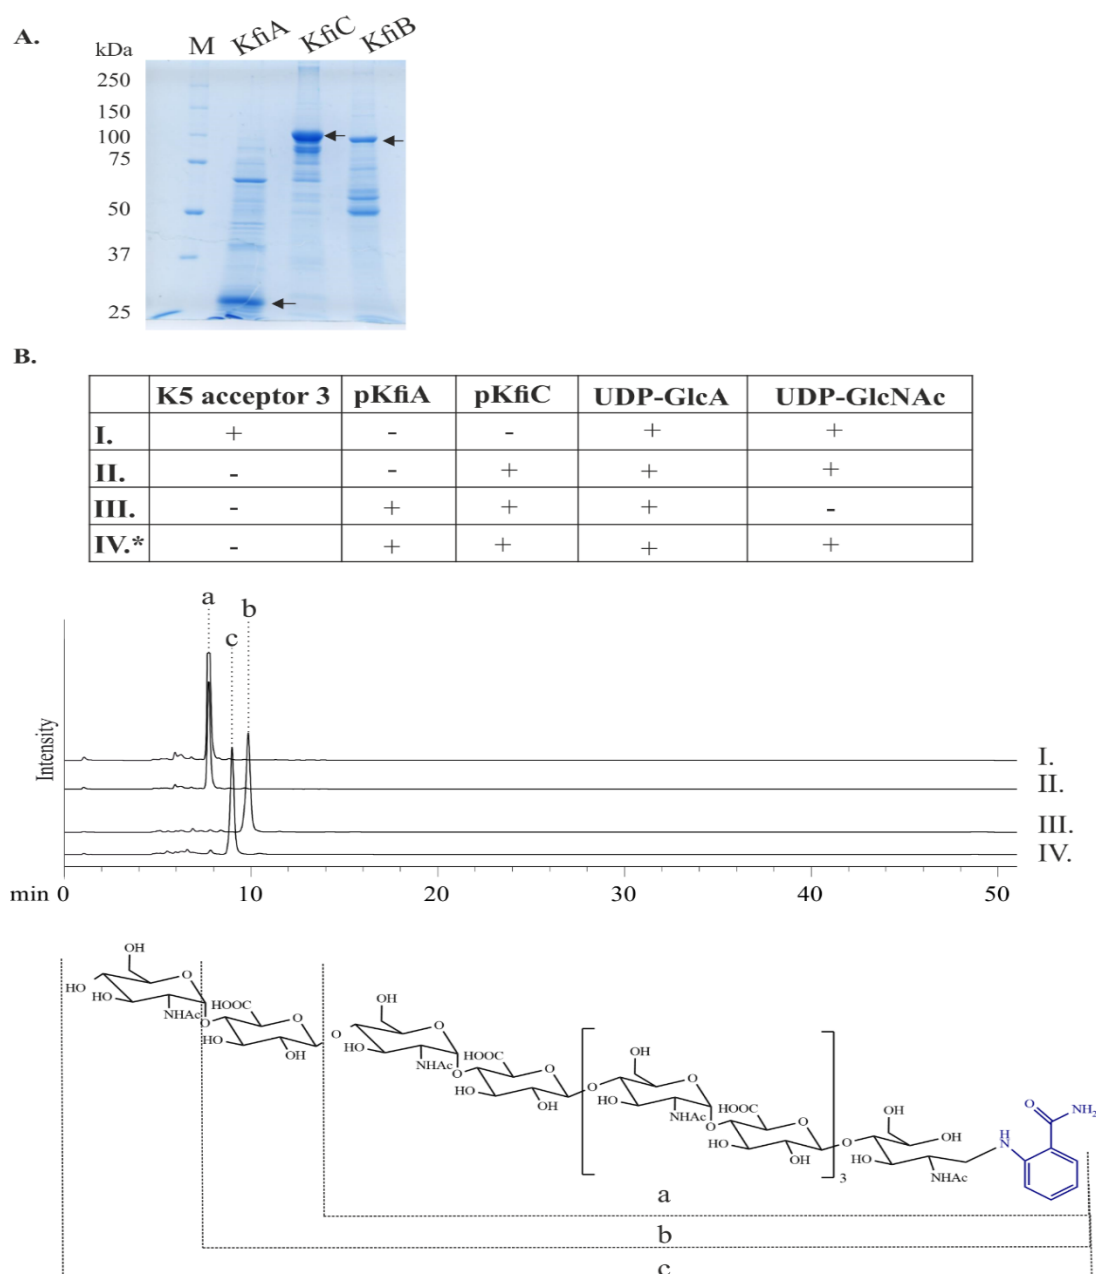 A.
kDa M KfiA KfiC KfiB
250
150
100
75
50
37
25
B.
K5 acceptor 3 pKfiA pKfiC UDP-GlcA UDP-GlcNAc
I. + - - + +
II. - - + + +
III. - + + + -
IV.* - + + + +
a
b
c
Intensity
I.
II.
III.
IV.
min 0 10 20 30 40 50
OH
HO
O
HO
NHAc
HOOC
O
O
HO
OH
O
OH
O
HO
NHAc
HOOC
O
O
HO
OH
O
OH
O
HO
NHAc
HOOC
O
O
HO
OH
O
3
OH
OH
HO
NHAc
H
N
O
NH2
a
b
c